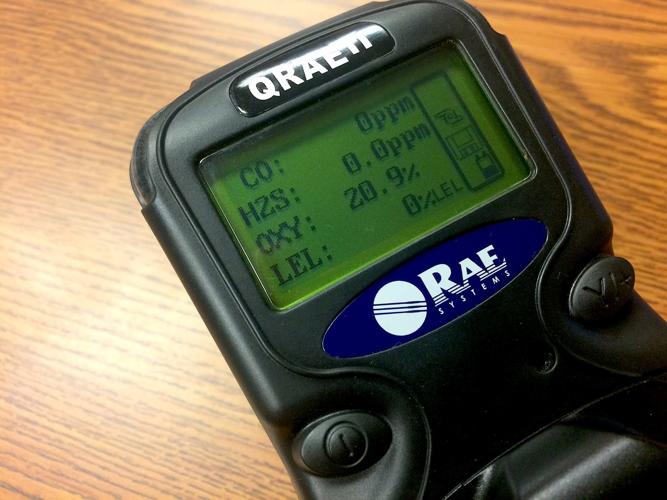 QRAE II
CO: 0ppm
H2S: 0.0ppm
OXY: 20.9%
LEL: 0%LEL
RAE
SYSTEMS
Y/+